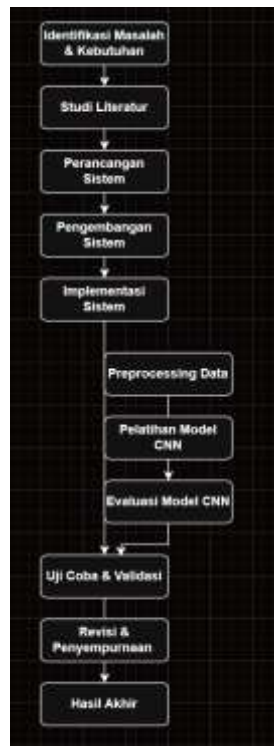 Identifikasi Masalah
& Kebutuhan
Studi Literatur
Perancangan
Sistem
Pengembangan
Sistem
Implementasi
Sistem
Preprocessing Data
Pelatihan Model
CNN
Evaluasi Model CNN
Uji Coba & Validasi
Revisi &
Penyempurnaan
Hasil Akhir